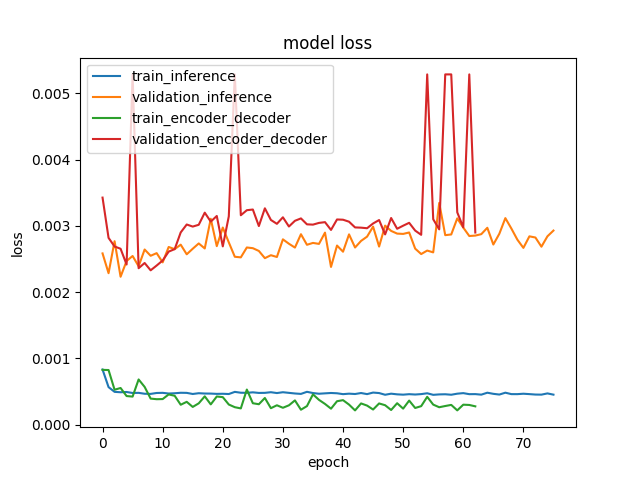 model loss
train_inference
validation_inference
train_encoder_decoder
validation_encoder_decoder
0.005
0.004
0.003
0.002
0.001
0.000
loss
0 10 20 30 40 50 60 70
epoch